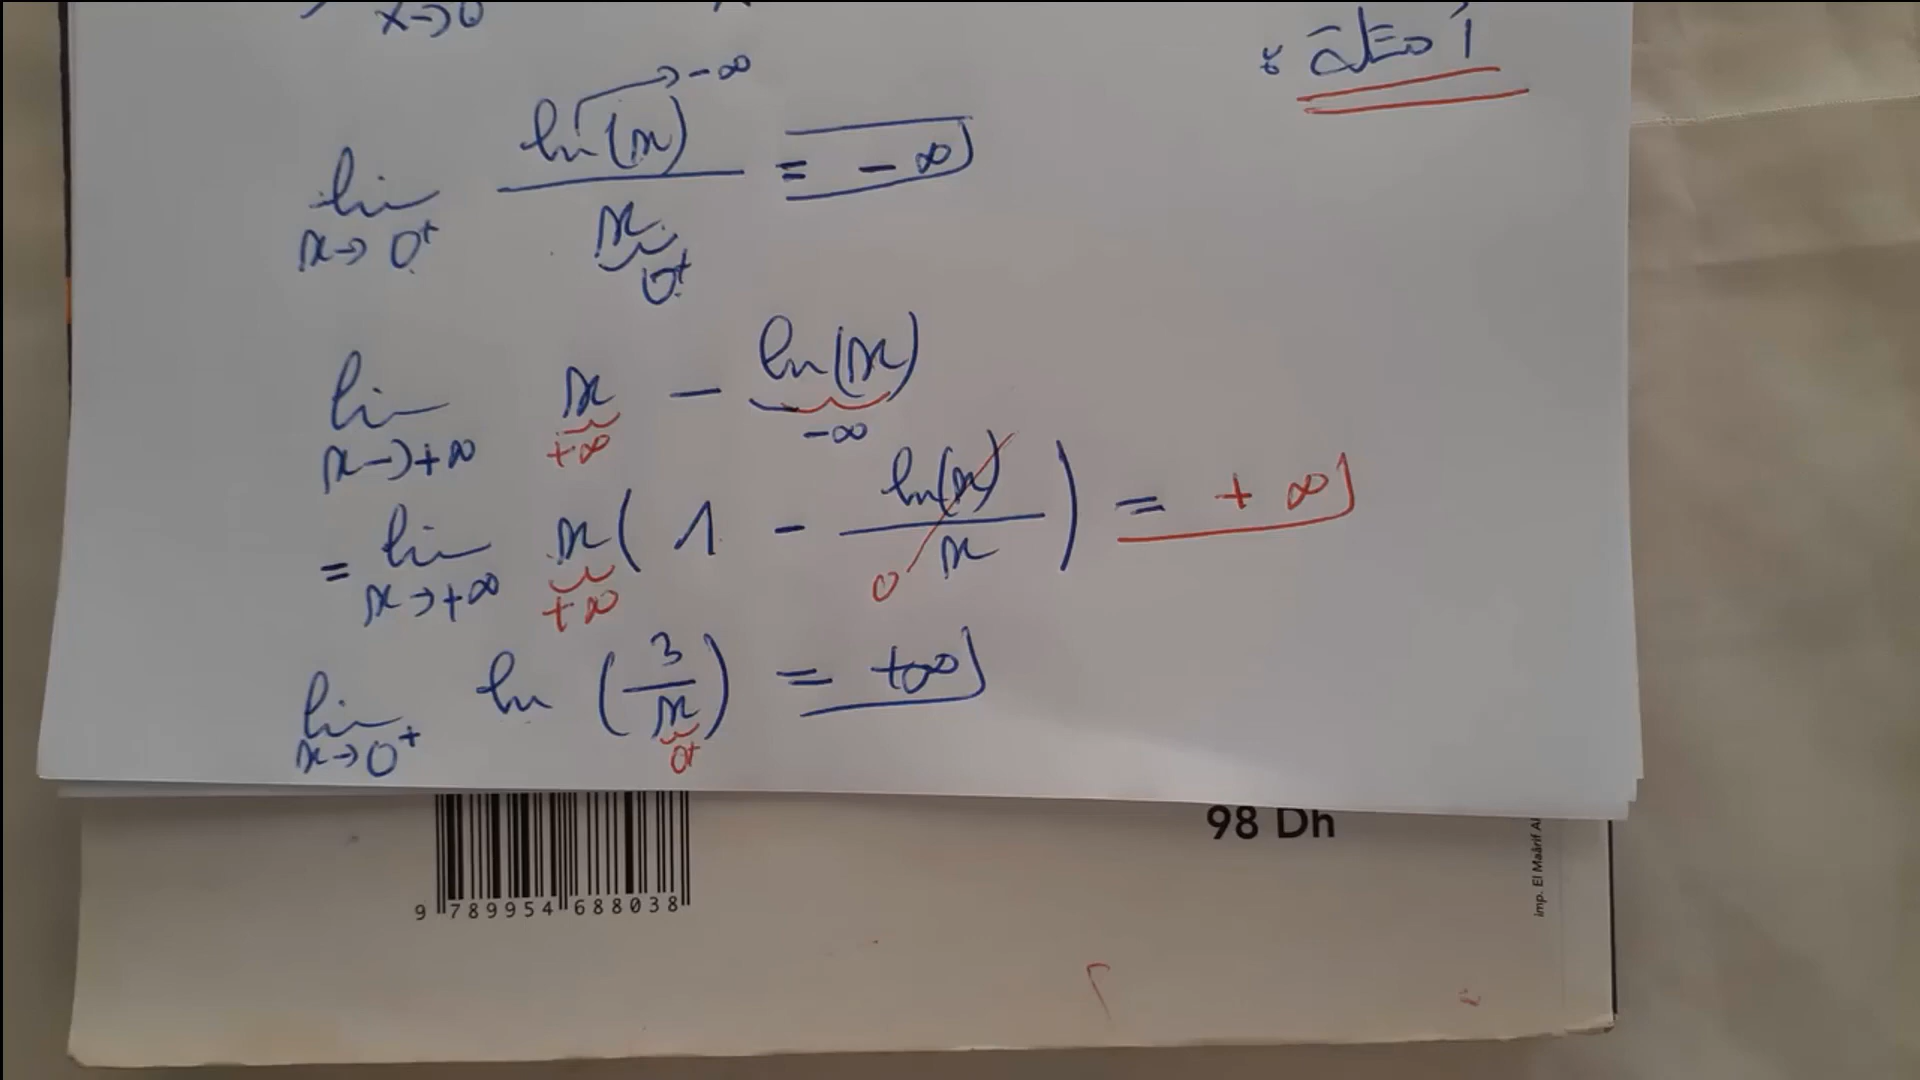 x→0
أمثلة :
lim x→0⁺ ln(x) → -∞ / x 0⁺ = -∞
lim x→+∞ x +∞ - ln(x) -∞
= lim x→+∞ x +∞ ( 1 - ln(x)/x 0 ) = +∞
lim x→0⁺ ln (3/x 0⁺) = +∞
98 Dh
9 789954 688038